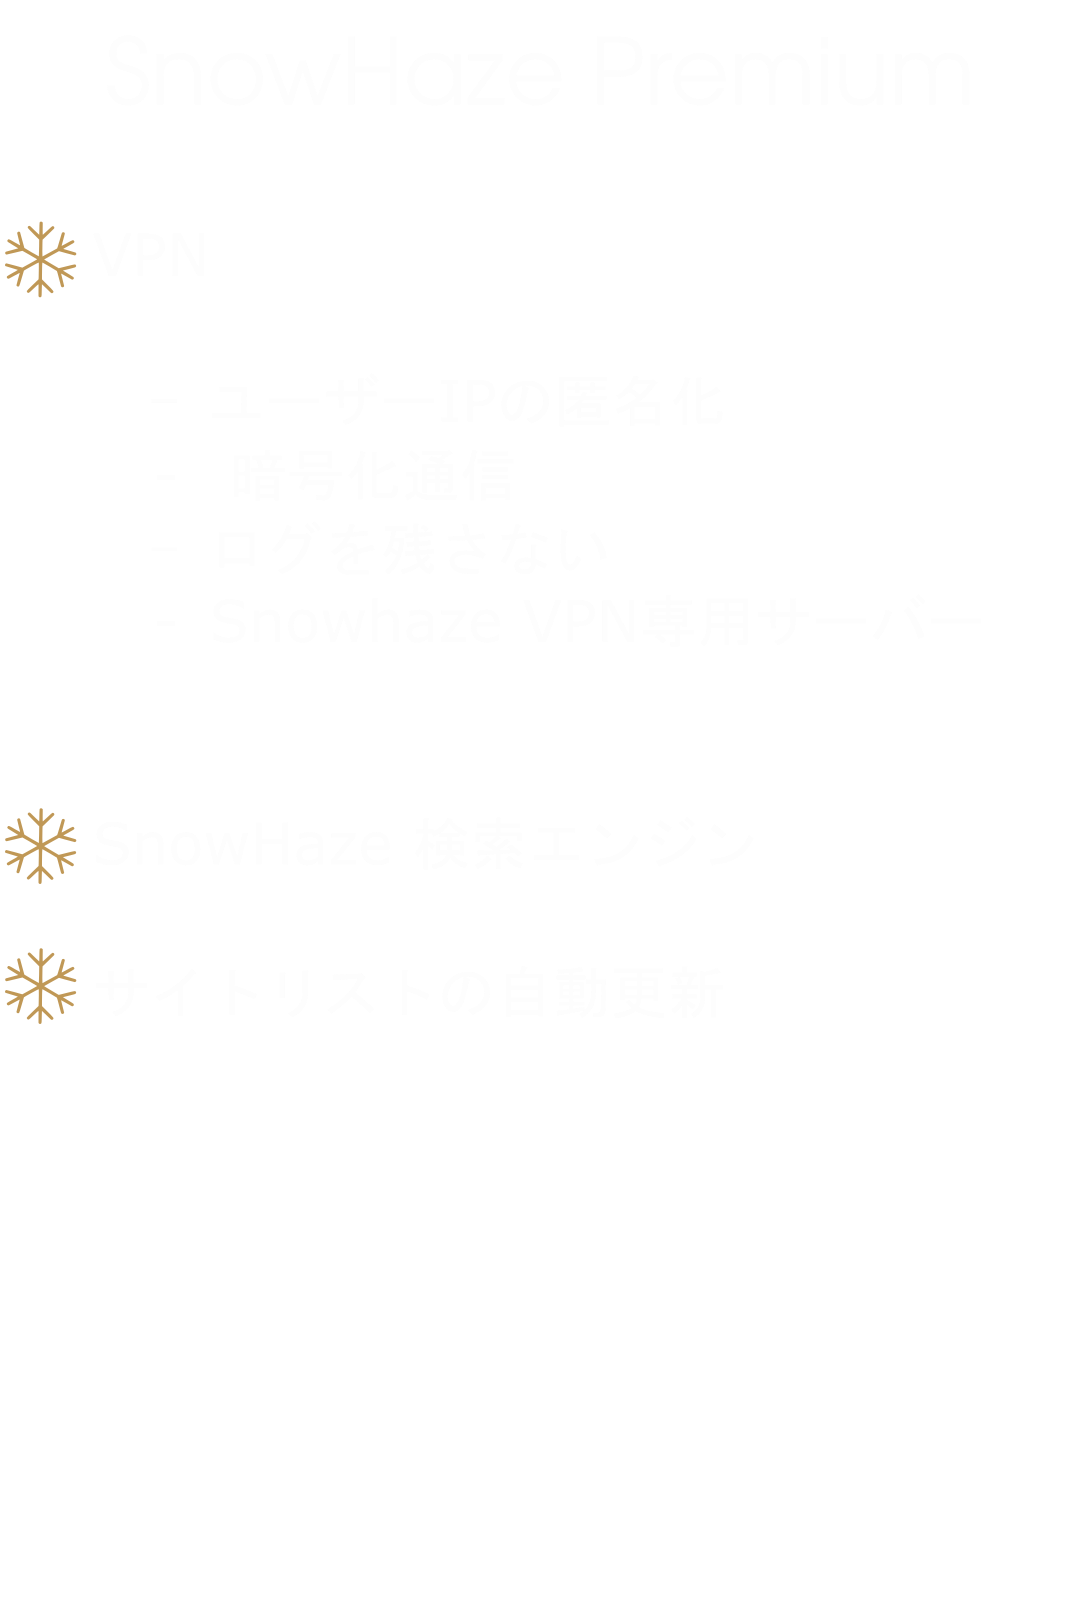 SnowHaze Premium
VPN
- ユーザーIPの匿名化
- 暗号化通信
- ログを残さない
- Snowhaze VPN専用サーバー
SnowHaze 検索エンジン
サイトリストの自動更新